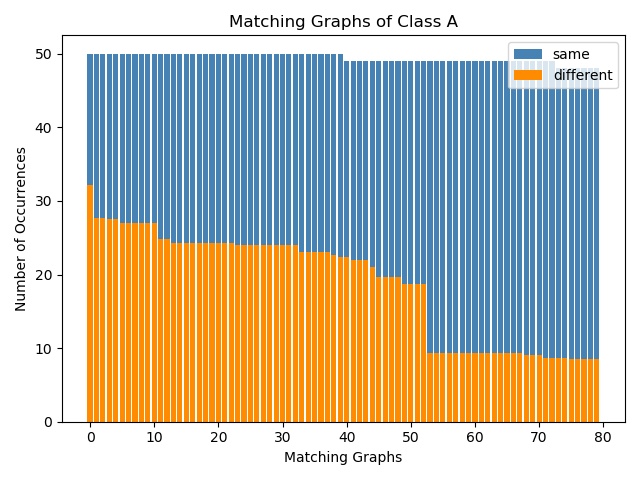 Matching Graphs of Class A
same
different
Number of Occurrences
50
40
30
20
10
0
0 10 20 30 40 50 60 70 80
Matching Graphs